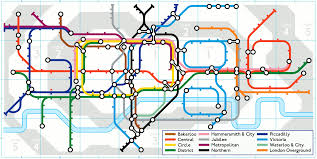 Bakerloo
Central
Circle
District
Hammersmith & City
Jubilee
Metropolitan
Northern
Piccadilly
Victoria
Waterloo & City
London Overground